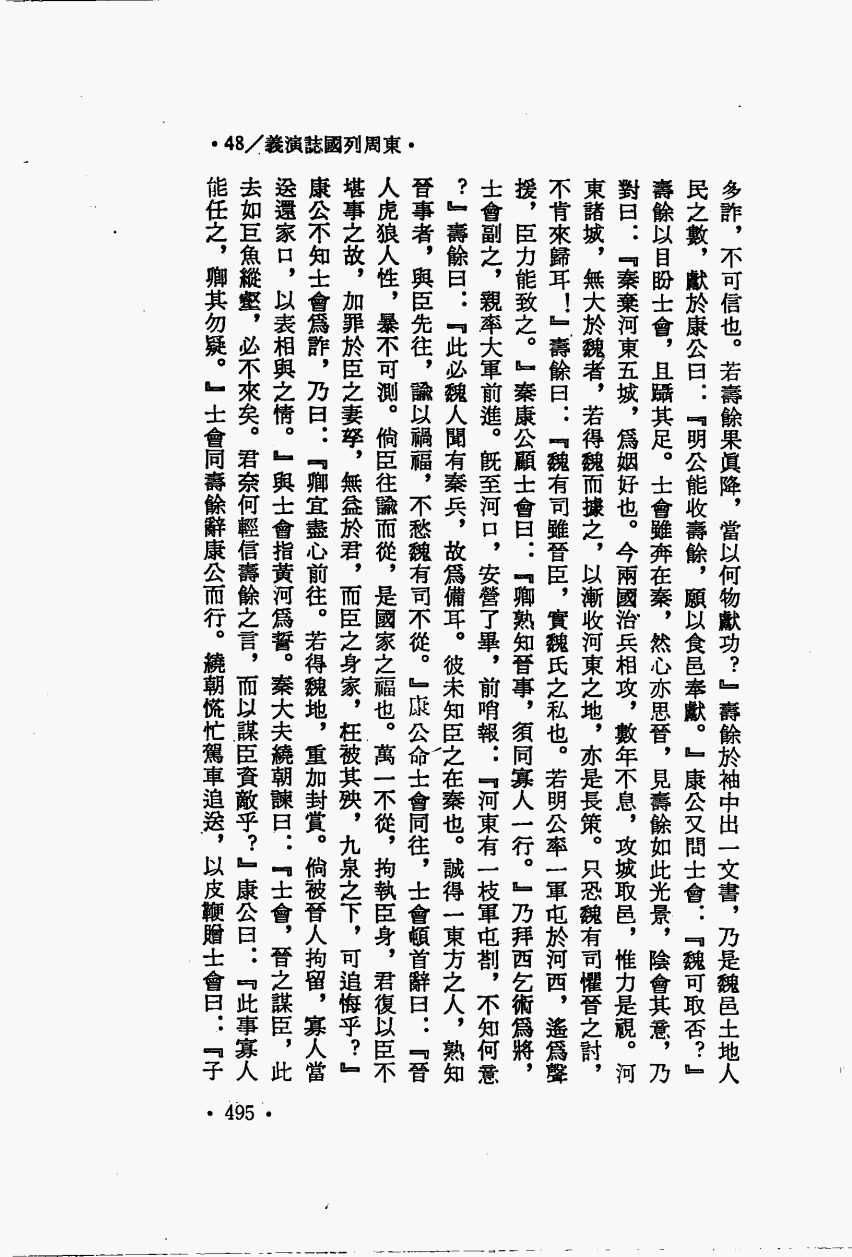 ·東周列國誌演義/48·
多詐，不可信也。若壽餘果眞降，當以何物獻功？』壽餘於袖中出一文書，乃是魏邑土地人
民之數，獻於康公曰：『明公能收壽餘，願以食邑奉獻。』康公又問士會：『魏可取否？』
壽餘以目盼士會，且躡其足。士會雖奔在秦，然心亦思晉，見壽餘如此光景，陰會其意，乃
對曰：『秦棄河東五城，爲姻好也。今兩國治兵相攻，數年不息，攻城取邑，惟力是視。河
東諸城，無大於魏者，若得魏而據之，以漸收河東之地，亦是長策。只恐魏有司懼晉之討，
不肯來歸耳！』壽餘曰：『魏有司雖晉臣，實魏氏之私也。若明公率一軍屯於河西，遙爲聲
援，臣力能致之。』秦康公顧士會曰：『卿熟知晉事，須同寡人一行。』乃拜西乞術爲將，
士會副之，親率大軍前進。旣至河口，安營了畢，前哨報：『河東有一枝軍屯劄，不知何意
？』壽餘曰：『此必魏人聞有秦兵，故爲備耳。彼未知臣之在秦也。誠得一東方之人，熟知
晉事者，與臣先往，諭以禍福，不愁魏有司不從。』康公命士會同往，士會頓首辭曰：『晉
人虎狼人性，暴不可測。倘臣往諭而從，是國家之福也。萬一不從，拘執臣身，君復以臣不
堪事之故，加罪於臣之妻孥，無益於君，而臣之身家，枉被其殃，九泉之下，可追悔乎？』
康公不知士會爲詐，乃曰：『卿宜盡心前往。若得魏地，重加封賞。倘被晉人拘留，寡人當
送還家口，以表相與之情。』與士會指黃河爲誓。秦大夫繞朝諫曰：『士會，晉之謀臣，此
去如巨魚縱壑，必不來矣。君奈何輕信壽餘之言，而以謀臣資敵乎？』康公曰：『此事寡人
能任之，卿其勿疑。』士會同壽餘辭康公而行。繞朝慌忙駕車追送，以皮鞭贈士會曰：『子
·495·